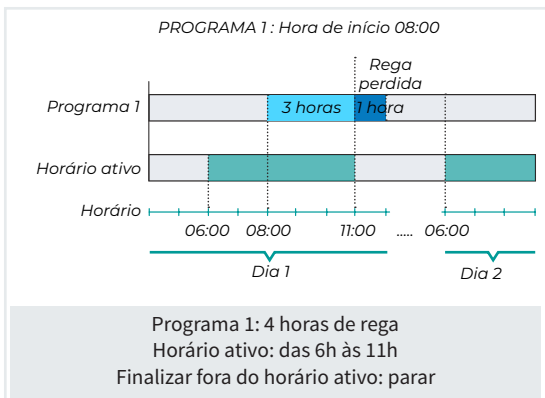 PROGRAMA 1 : Hora de início 08:00
Rega
perdida
Programa 1
3 horas
1 hora
Horário ativo
Horário
06:00 08:00 11:00 ..... 06:00
Dia 1
Dia 2
Programa 1: 4 horas de rega
Horário ativo: das 6h às 11h
Finalizar fora do horário ativo: parar